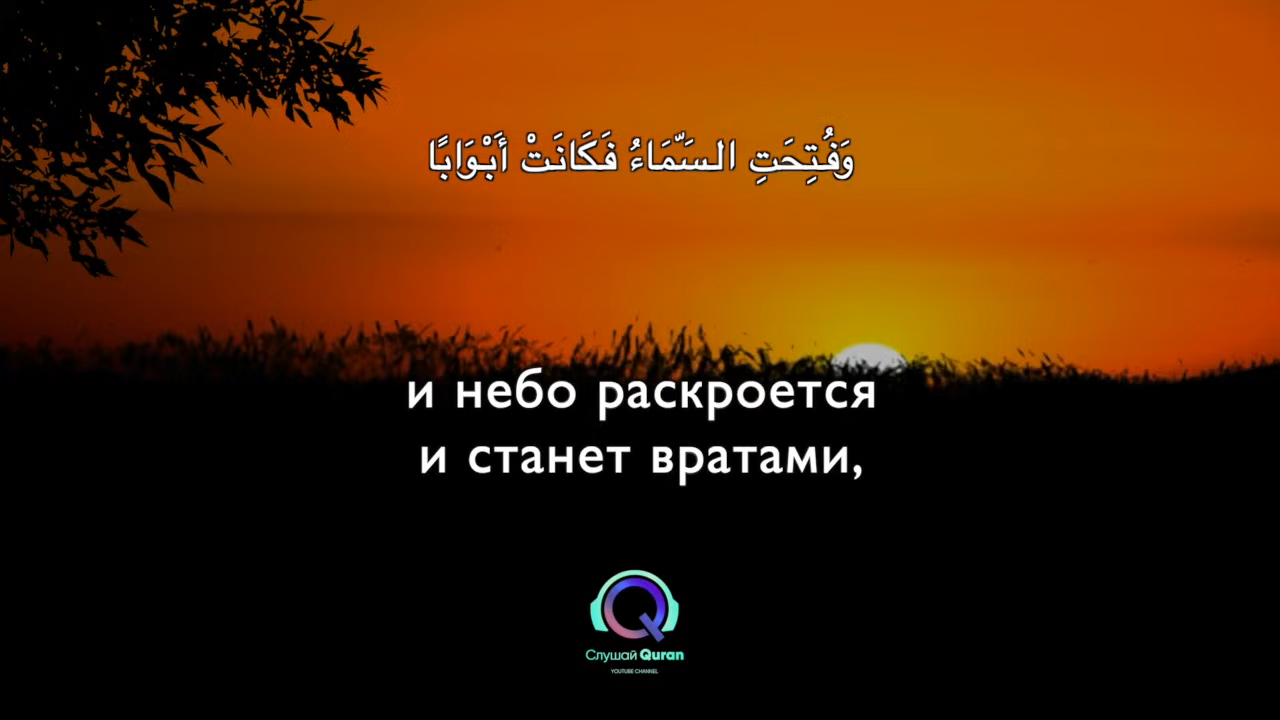 وَفُتِحَتِ السَّمَاءُ فَكَانَتْ أَبْوَابًا
и небо раскроется
и станет вратами,
Слушай Quran
YOUTUBE CHANNEL